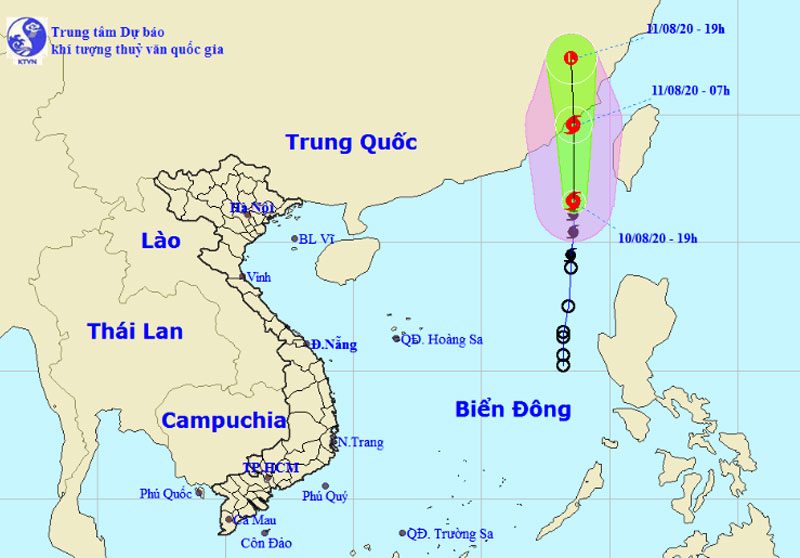 Trung tâm Dự báo
khí tượng thuỷ văn quốc gia
KTVN
11/08/20 - 19h
L
11/08/20 - 07h
Trung Quốc
Hà Nội
10/08/20 - 19h
Lào
BL Vĩ
Vinh
Thái Lan
Đ.Nẵng
QĐ. Hoàng Sa
Biển Đông
Campuchia
N.Trang
TP.HCM
Phú Quốc
Phú Quý
Cà Mau
QĐ. Trường Sa
Côn Đảo